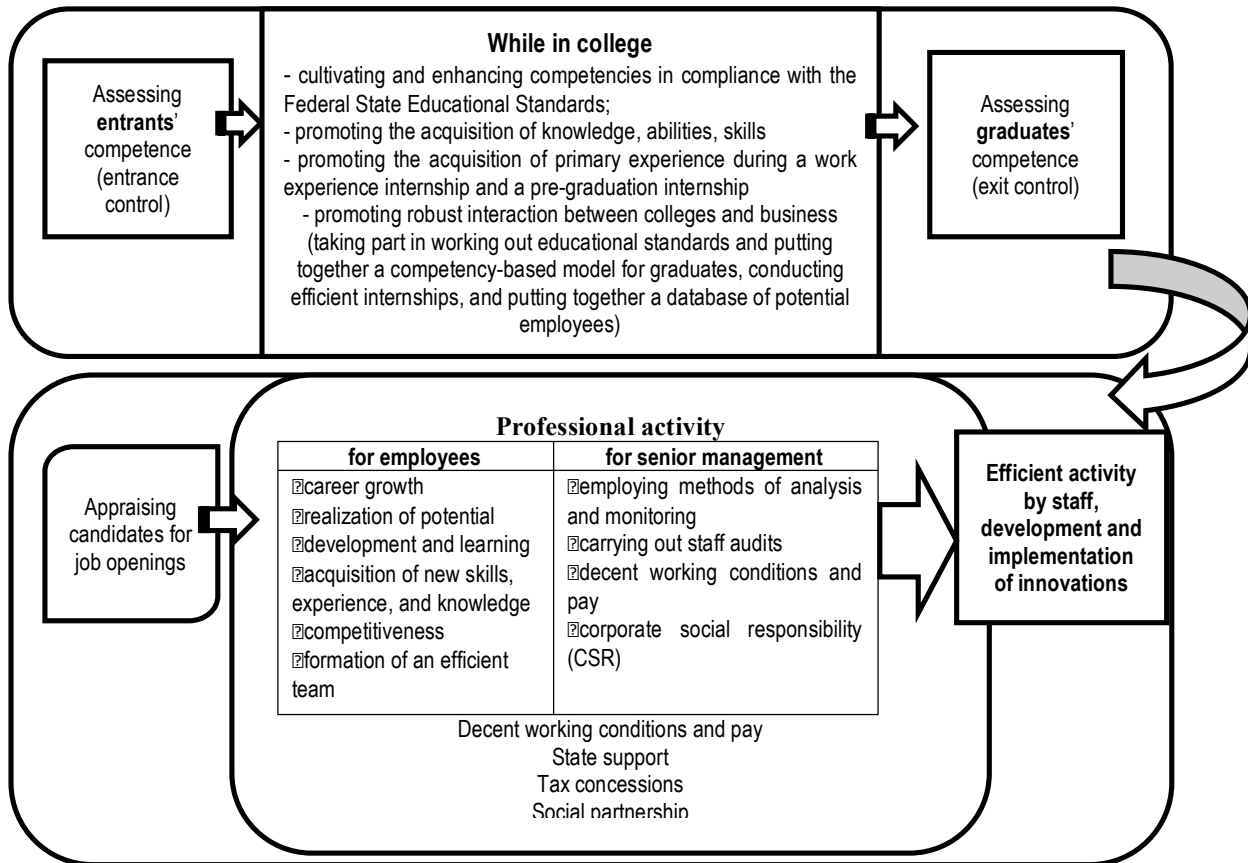 While in college
- cultivating and enhancing competencies in compliance with the
Federal State Educational Standards;
- promoting the acquisition of knowledge, abilities, skills
- promoting the acquisition of primary experience during a work
experience internship and a pre-graduation internship
- promoting robust interaction between colleges and business
(taking part in working out educational standards and putting
together a competency-based model for graduates, conducting
efficient internships, and putting together a database of potential
employees)
Assessing
entrants’
competence
(entrance
control)
Assessing
graduates’
competence
(exit control)
Appraising
candidates for
job openings
Professional activity
for employees
career growth
realization of potential
development and learning
acquisition of new skills,
experience, and knowledge
competitiveness
formation of an efficient
team
for senior management
employing methods of analysis
and monitoring
carrying out staff audits
decent working conditions and
pay
corporate social responsibility
(CSR)
Decent working conditions and pay
State support
Tax concessions
Social partnership
Efficient activity
by staff,
development and
implementation
of innovations